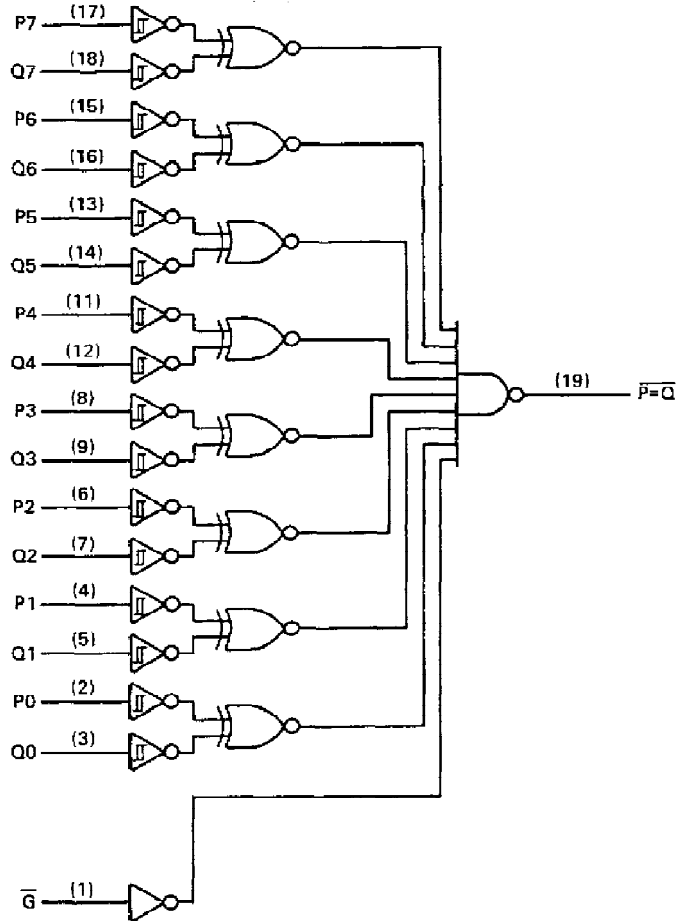 P7 (17)
Q7 (18)
P6 (15)
Q6 (16)
P5 (13)
Q5 (14)
P4 (11)
Q4 (12)
P3 (8)
Q3 (9)
(19) P̅=̅Q̅
P2 (6)
Q2 (7)
P1 (4)
Q1 (5)
P0 (2)
Q0 (3)
G̅ (1)